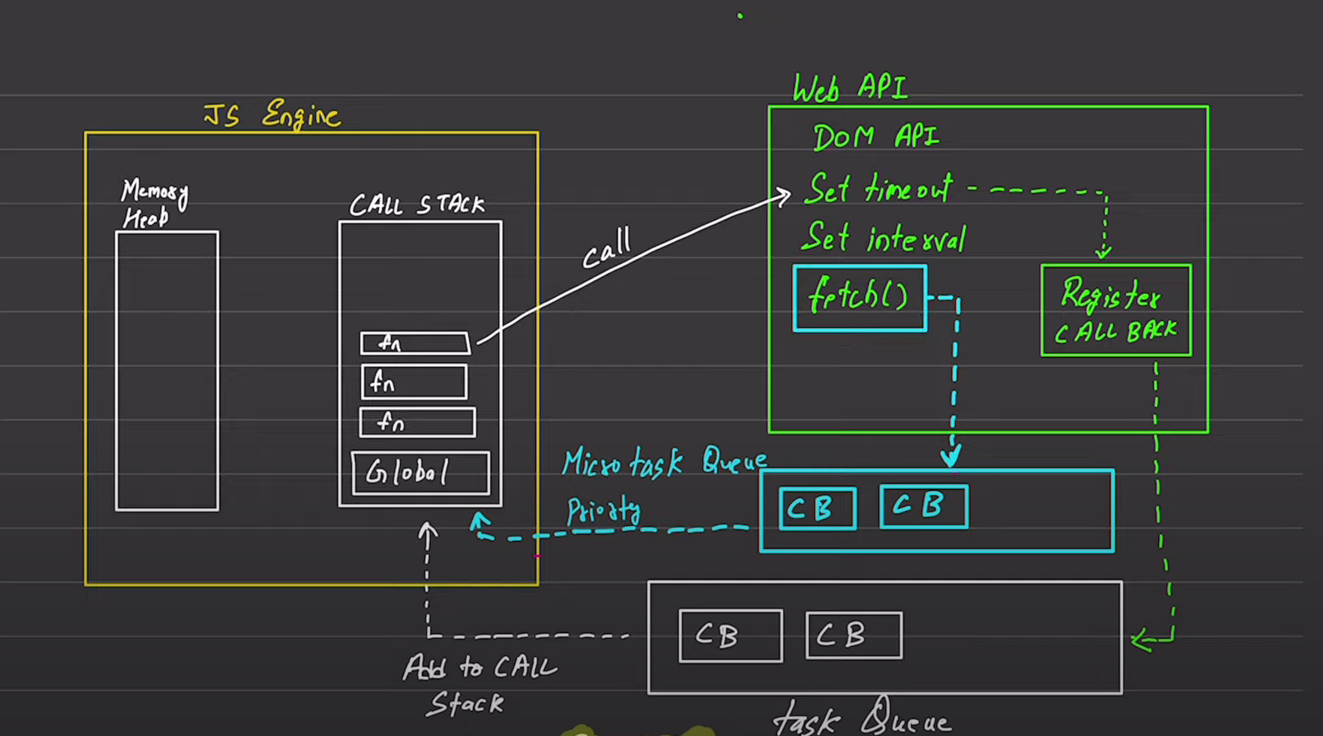 JS Engine
Memory
Heap
CALL STACK
fn
fn
fn
Global
call
Web API
DOM API
Set timeout
Set interval
fetch()
Register
CALL BACK
Micro task Queue
Priorty
CB
CB
CB
CB
Add to CALL
Stack
task Queue